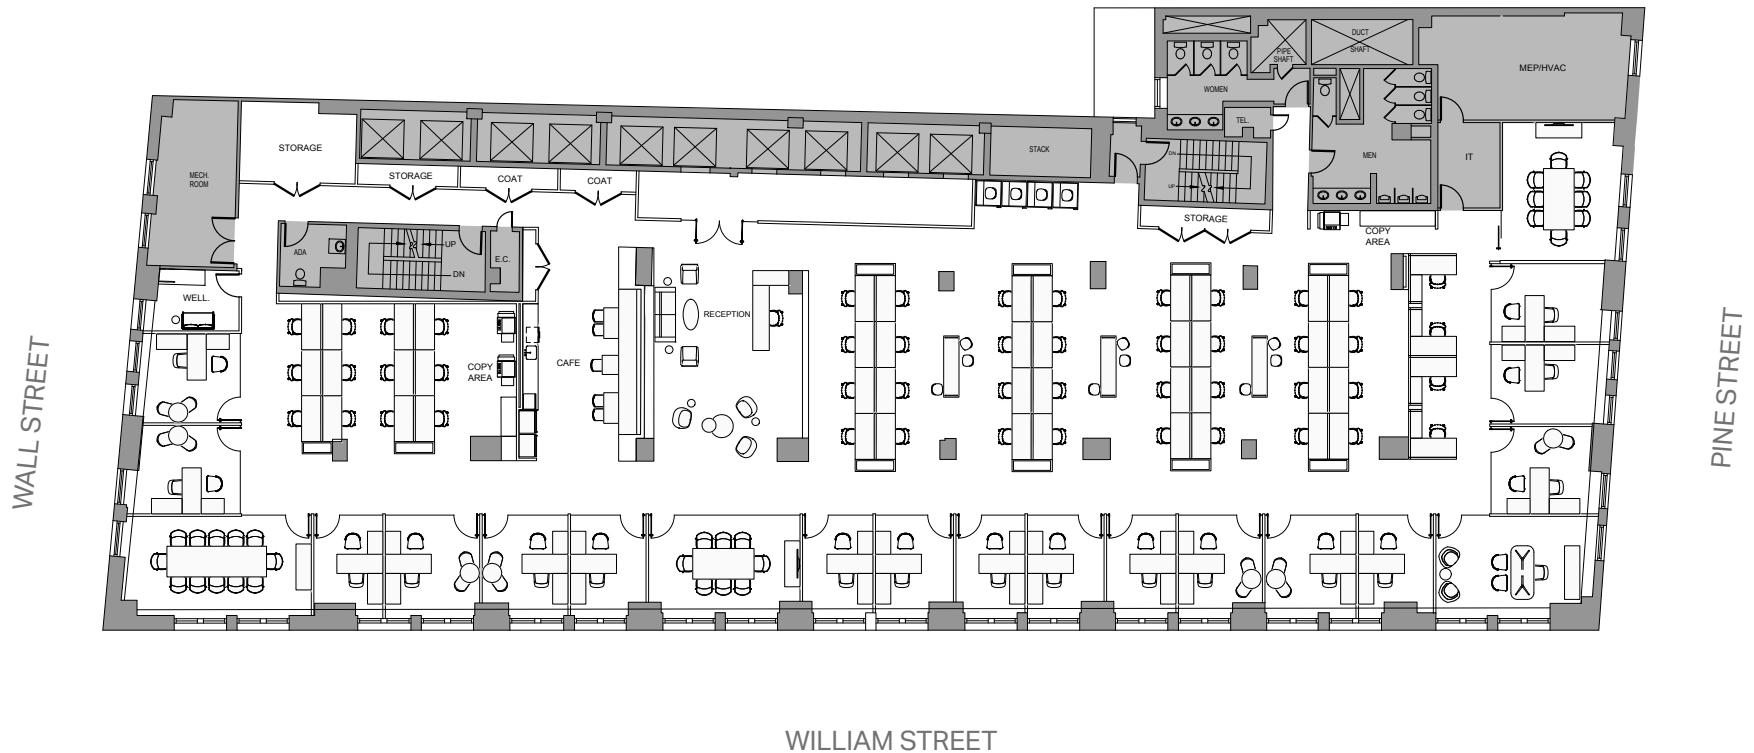 DUCT
SHAFT
PIPE
SHAFT
MEP/HVAC
WOMEN
TEL.
STORAGE
STACK
DN
MEN
IT
MECH.
ROOM
STORAGE
COAT
COAT
UP
STORAGE
COPY
AREA
ADA
UP
E.C.
DN
WELL.
RECEPTION
COPY
AREA
CAFE
WALL STREET
PINE STREET
WILLIAM STREET